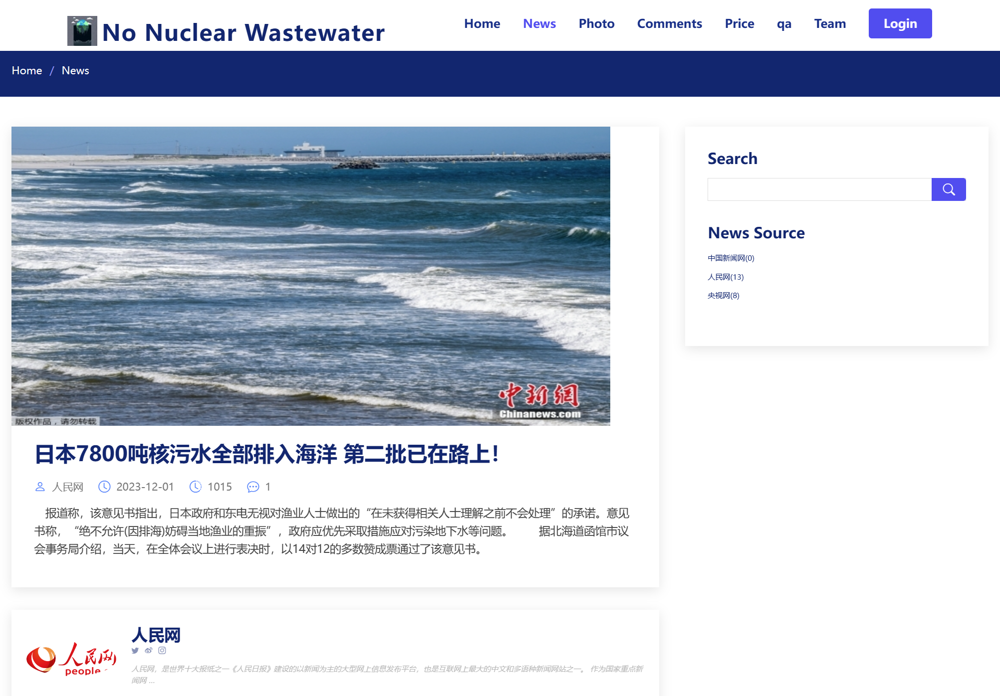 No Nuclear Wastewater
Home News Photo Comments Price qa Team Login
Home / News
中新網
Chinanews.com
版权作品，请勿转载
日本7800吨核污水全部排入海洋 第二批已在路上！
人民网 2023-12-01 1015 1
报道称，该意见书指出，日本政府和东电无视对渔业人士做出的“在未获得相关人士理解之前不会处理”的承诺。意见
书称，“绝不允许(因排海)妨碍当地渔业的重振”，政府应优先采取措施应对污染地下水等问题。 据北海道函馆市议
会事务局介绍，当天，在全体会议上进行表决时，以14对12的多数赞成票通过了该意见书。
人民网
people
人民网
人民网，是世界十大报纸之一《人民日报》建设的以新闻为主的大型网上信息发布平台，也是互联网上最大的中文和多语种新闻网站之一。 作为国家重点新
闻网 ...
Search
News Source
中国新闻网(0)
人民网(13)
央视网(8)